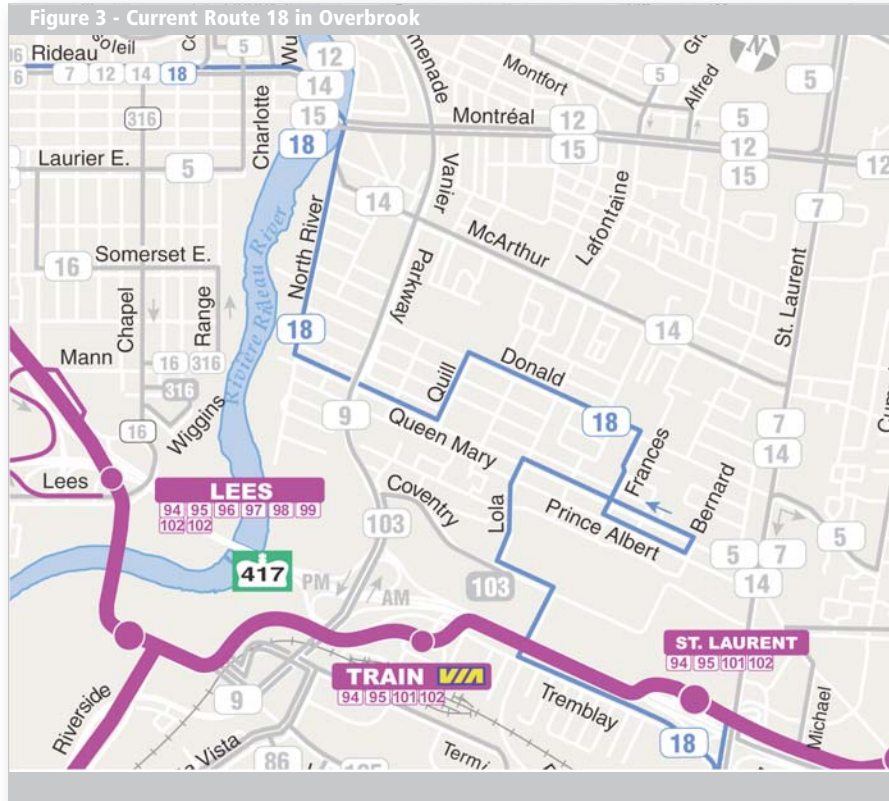 Figure 3 - Current Route 18 in Overbrook
Rideau
7 12 14 18
5
12
14
15
18
316
Charlotte
Laurier E.
5
Montfort
5
Alfred
5
Montréal
12
15
5
12
15
12
Vanier
Parkway
14
McArthur
Lafontaine
7
St. Laurent
North River
Rivière Rideau River
Somerset E.
16
Chapel
Range
Mann
16 316
316
16
Wiggins
18
14
Donald
Quill
18
9
Queen Mary
Frances
Bernard
7
14
Lees
LEES
94 95 96 97 98 99
102 102
417
Coventry
Lola
Prince Albert
103
103
5 7
14
5
PM
AM
TRAIN VIA
94 95 101 102
ST. LAURENT
94 95 101 102
Riverside
9
Tremblay
18
Michael
Vista
86